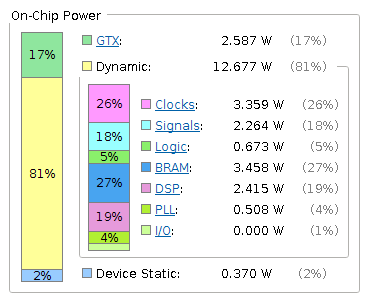 On-Chip Power
17% GTX: 2.587 W (17%)
Dynamic: 12.677 W (81%)
26% Clocks: 3.359 W (26%)
18% Signals: 2.264 W (18%)
5% Logic: 0.673 W (5%)
81% 27% BRAM: 3.458 W (27%)
19% DSP: 2.415 W (19%)
4% PLL: 0.508 W (4%)
I/O: 0.000 W (1%)
2% Device Static: 0.370 W (2%)